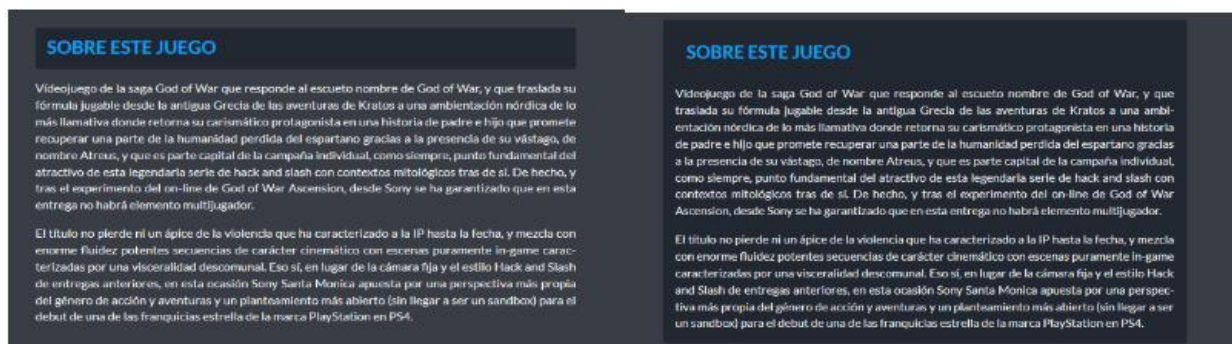 SOBRE ESTE JUEGO
Videojuego de la saga God of War que responde al escueto nombre de God of War, y que traslada su
fórmula jugable desde la antigua Grecia de las aventuras de Kratos a una ambientación nórdica de lo
más llamativa donde retorna su carismático protagonista en una historia de padre e hijo que promete
recuperar una parte de la humanidad perdida del espartano gracias a la presencia de su vástago, de
nombre Atreus, y que es parte capital de la campaña individual, como siempre, punto fundamental del
atractivo de esta legendaria serie de hack and slash con contextos mitológicos tras de sí. De hecho, y
tras el experimento del on-line de God of War Ascension, desde Sony se ha garantizado que en esta
entrega no habrá elemento multijugador.
El título no pierde ni un ápice de la violencia que ha caracterizado a la IP hasta la fecha, y mezcla con
enorme fluidez potentes secuencias de carácter cinemático con escenas puramente in-game carac-
terizadas por una visceralidad descomunal. Eso sí, en lugar de la cámara fija y el estilo Hack and Slash
de entregas anteriores, en esta ocasión Sony Santa Monica apuesta por una perspectiva más propia
del género de acción y aventuras y un planteamiento más abierto (sin llegar a ser un sandbox) para el
debut de una de las franquicias estrella de la marca PlayStation en PS4.
SOBRE ESTE JUEGO
Videojuego de la saga God of War que responde al escueto nombre de God of War, y que
traslada su fórmula jugable desde la antigua Grecia de las aventuras de Kratos a una ambi-
entación nórdica de lo más llamativa donde retorna su carismático protagonista en una historia
de padre e hijo que promete recuperar una parte de la humanidad perdida del espartano gracias
a la presencia de su vástago, de nombre Atreus, y que es parte capital de la campaña individual,
como siempre, punto fundamental del atractivo de esta legendaria serie de hack and slash con
contextos mitológicos tras de sí. De hecho, y tras el experimento del on-line de God of War
Ascension, desde Sony se ha garantizado que en esta entrega no habrá elemento multijugador.
El título no pierde ni un ápice de la violencia que ha caracterizado a la IP hasta la fecha, y mezcla
con enorme fluidez potentes secuencias de carácter cinemático con escenas puramente in-game
caracterizadas por una visceralidad descomunal. Eso sí, en lugar de la cámara fija y el estilo Hack
and Slash de entregas anteriores, en esta ocasión Sony Santa Monica apuesta por una perspec-
tiva más propia del género de acción y aventuras y un planteamiento más abierto (sin llegar a ser
un sandbox) para el debut de una de las franquicias estrella de la marca PlayStation en PS4.